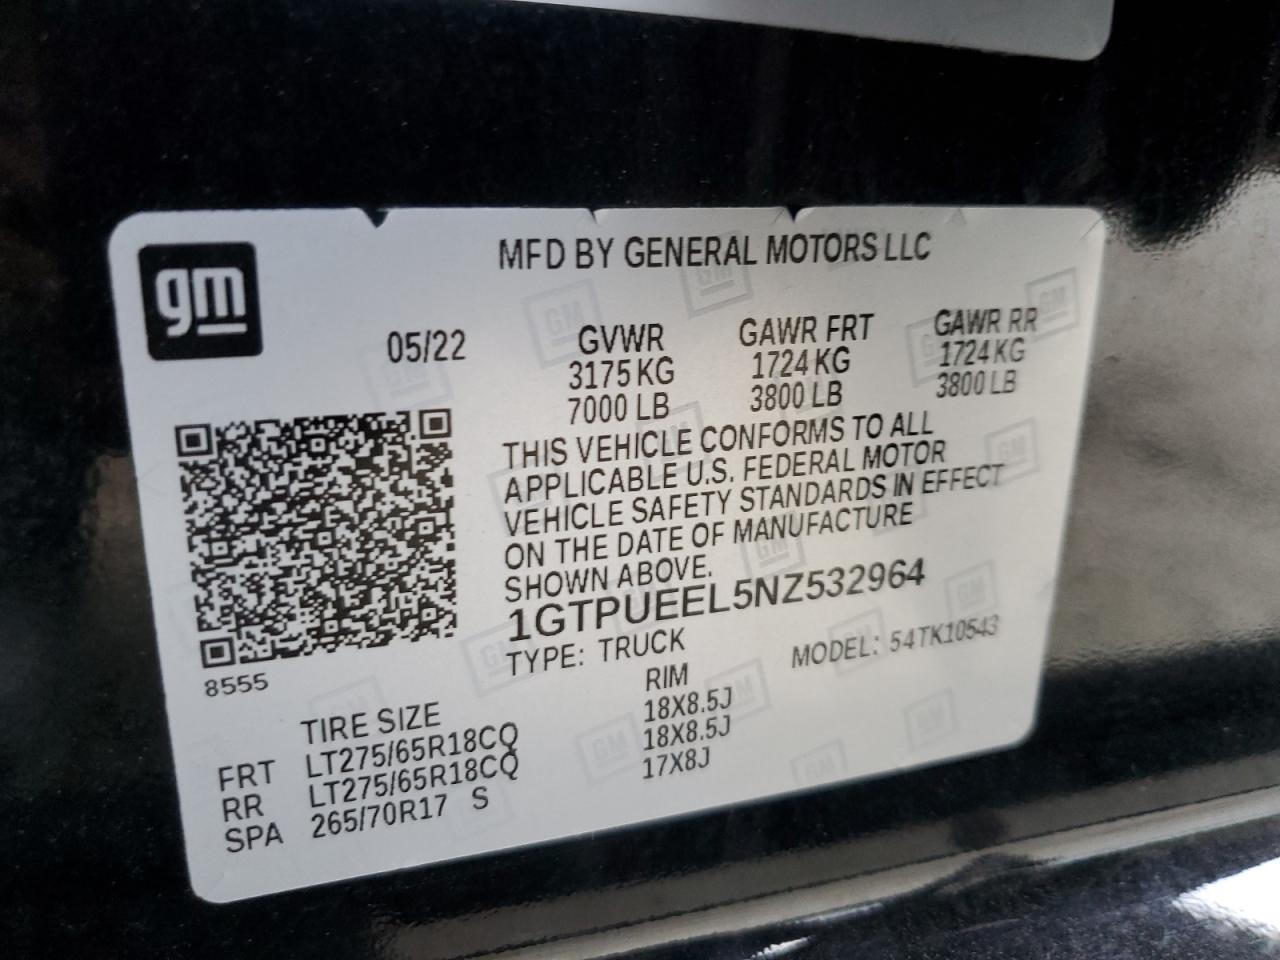 gm
MFD BY GENERAL MOTORS LLC
05/22
GVWR GAWR FRT GAWR RR
3175 KG 1724 KG 1724 KG
7000 LB 3800 LB 3800 LB
THIS VEHICLE CONFORMS TO ALL
APPLICABLE U.S. FEDERAL MOTOR
VEHICLE SAFETY STANDARDS IN EFFECT
ON THE DATE OF MANUFACTURE
SHOWN ABOVE.
1GTPUEEL5NZ532964
TYPE: TRUCK MODEL: 54TK10543
8555
TIRE SIZE RIM
FRT LT275/65R18CQ 18X8.5J
RR LT275/65R18CQ 18X8.5J
SPA 265/70R17 S 17X8J